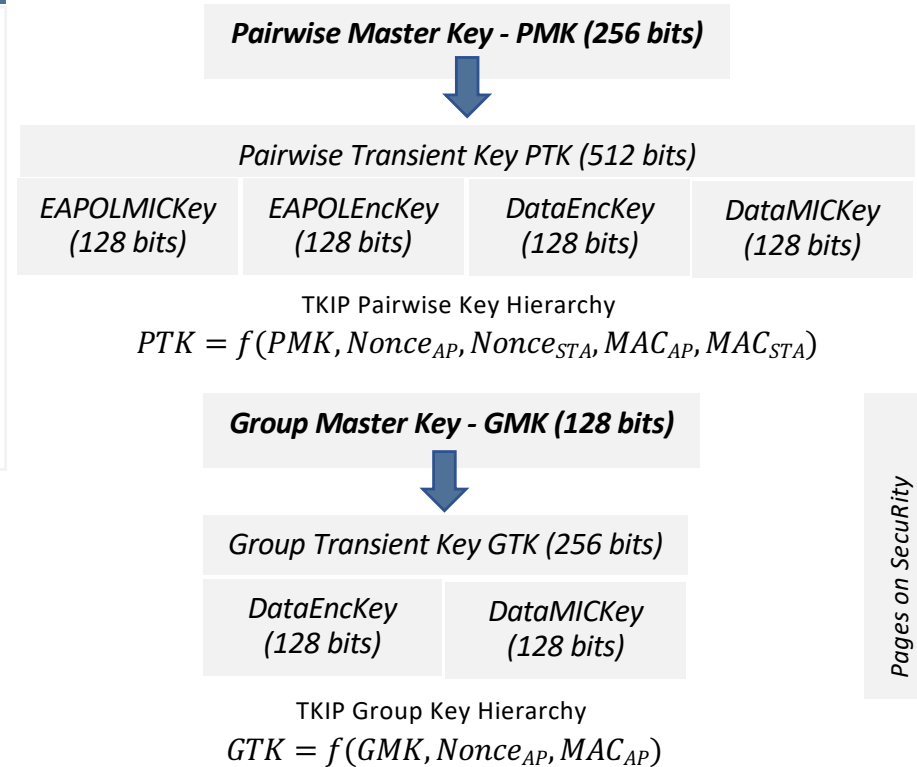 Pairwise Master Key - PMK (256 bits)
Pairwise Transient Key PTK (512 bits)
EAPOLMICKey
(128 bits)
EAPOLEncKey
(128 bits)
DataEncKey
(128 bits)
DataMICKey
(128 bits)
TKIP Pairwise Key Hierarchy
PTK = f(PMK, Nonce_AP, Nonce_STA, MAC_AP, MAC_STA)
Group Master Key - GMK (128 bits)
Group Transient Key GTK (256 bits)
DataEncKey
(128 bits)
DataMICKey
(128 bits)
TKIP Group Key Hierarchy
GTK = f(GMK, Nonce_AP, MAC_AP)
Pages on SecuRity